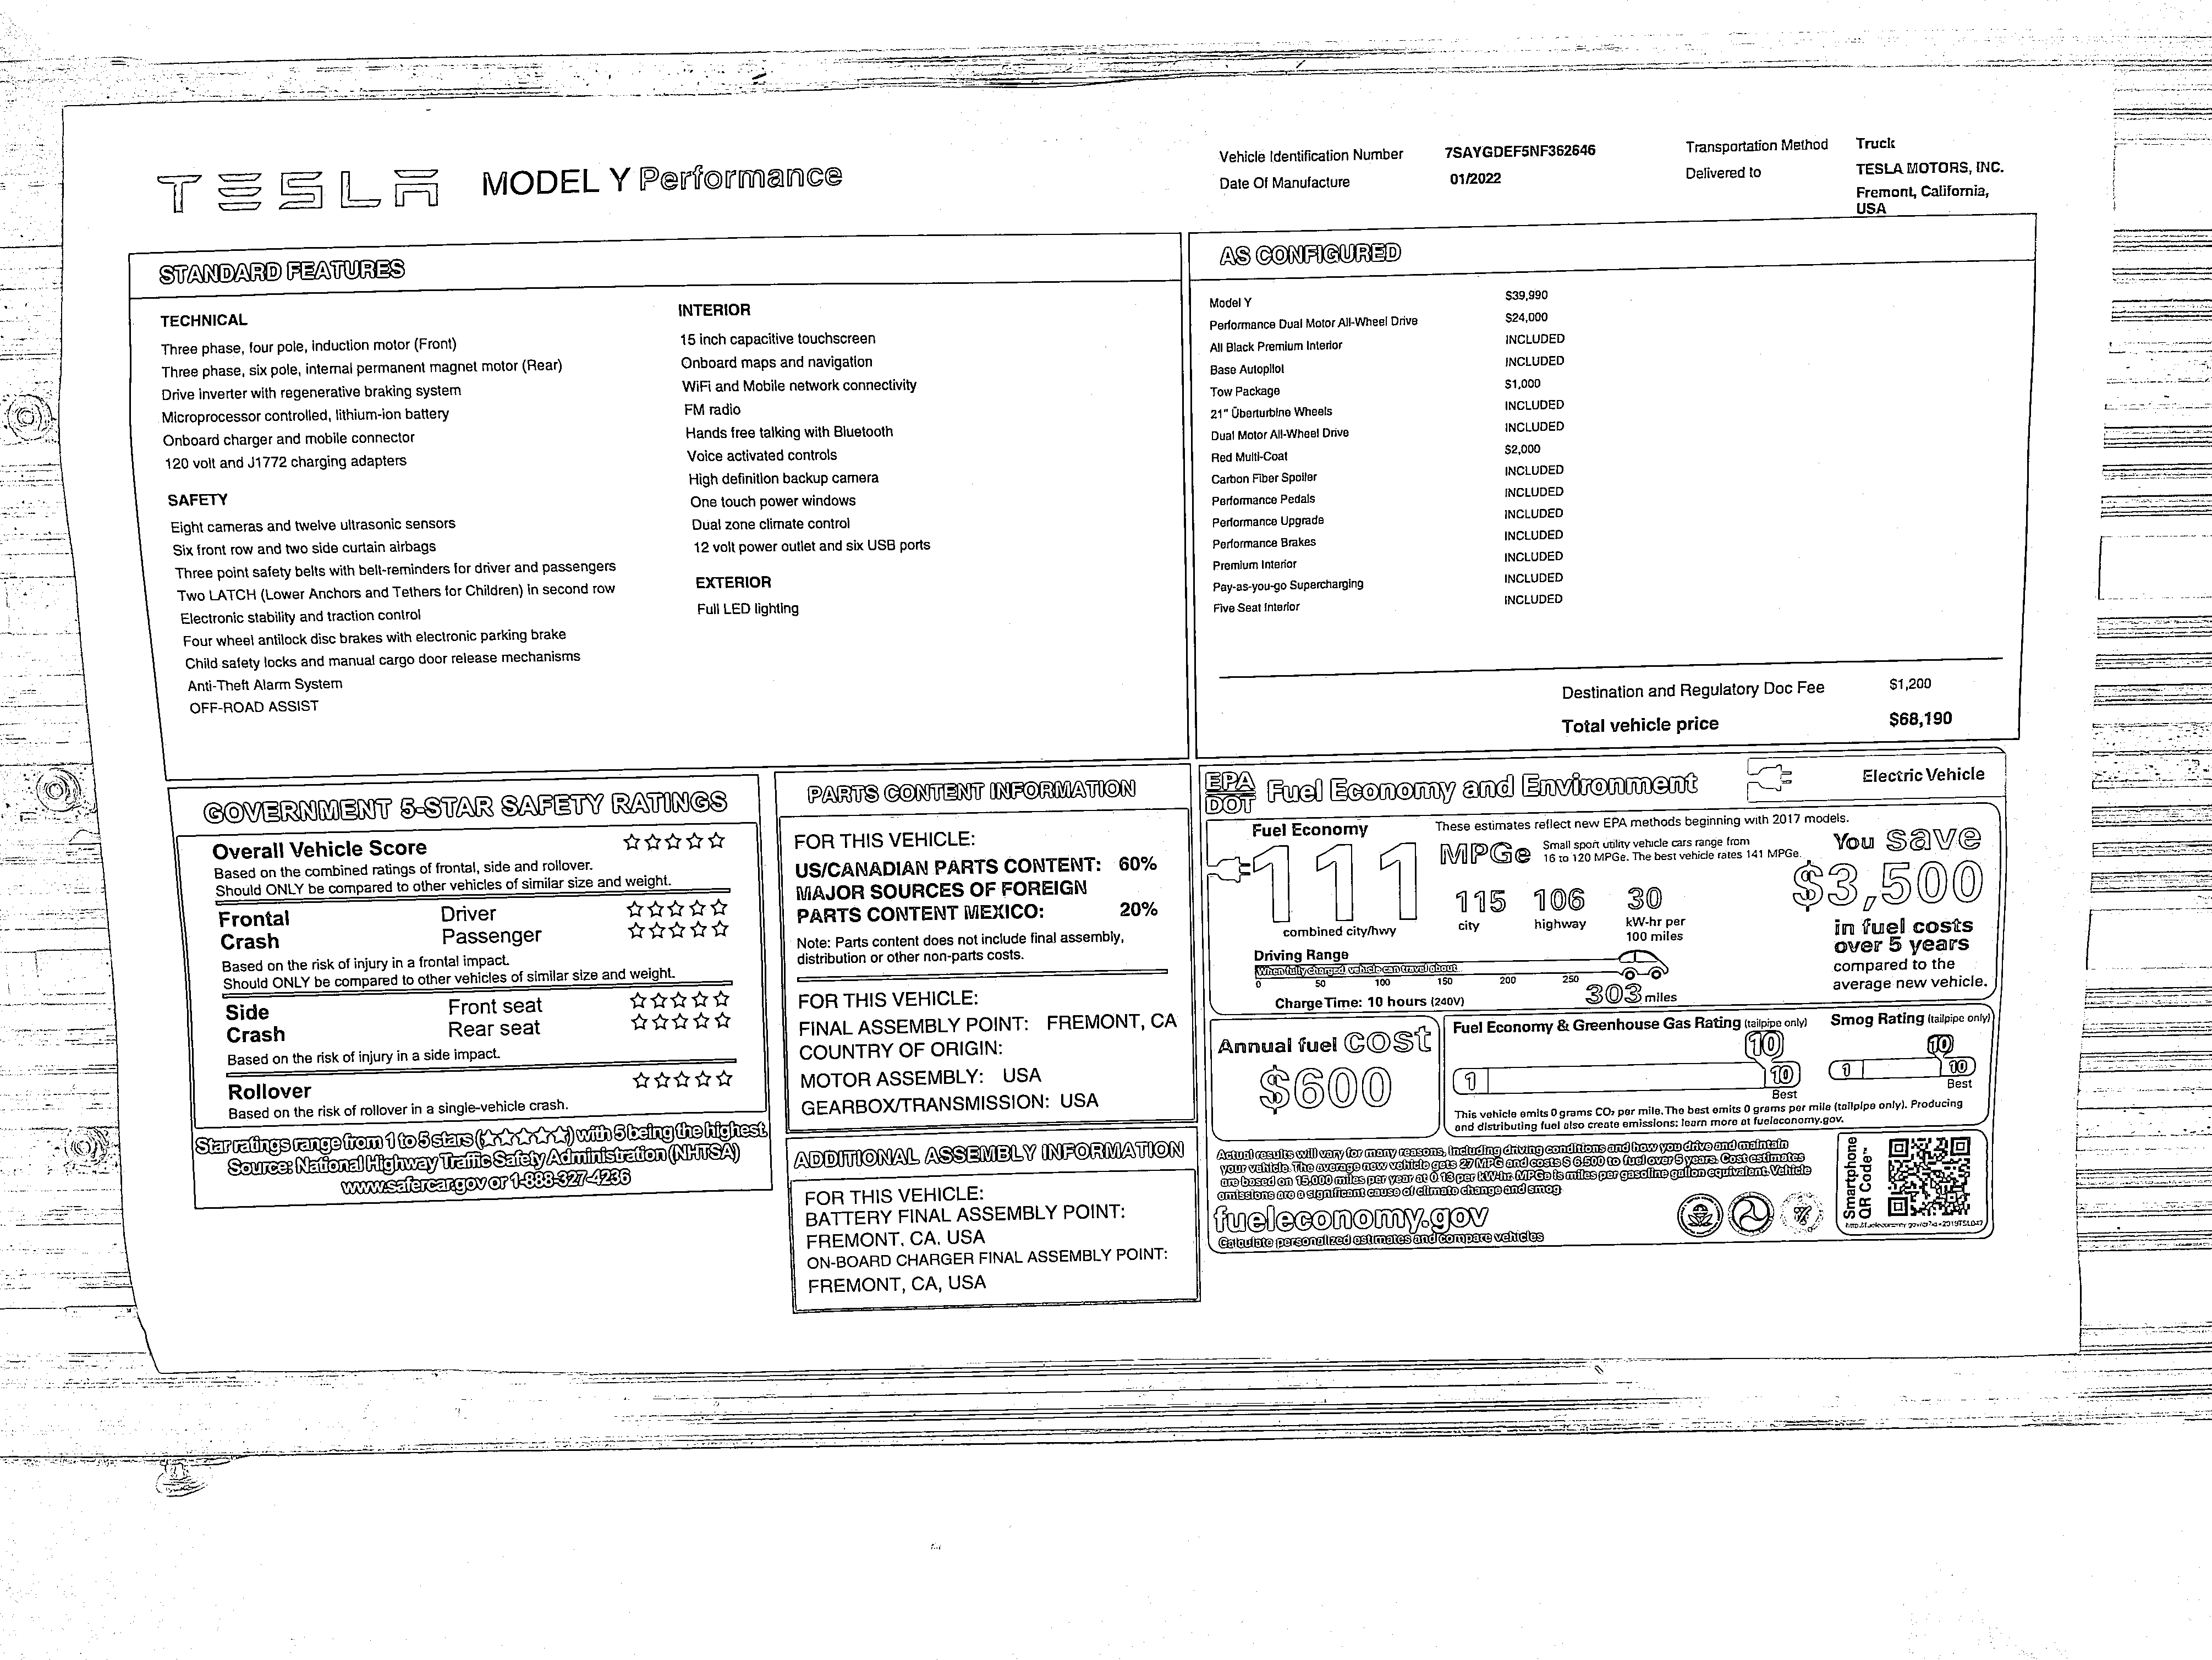 TESLA MODEL Y Performance
Vehicle Identification Number 7SAYGDEF5NF362646
Date Of Manufacture 01/2022
Transportation Method Truck
Delivered to TESLA MOTORS, INC.
Fremont, California,
USA
STANDARD FEATURES
TECHNICAL
Three phase, four pole, induction motor (Front)
Three phase, six pole, internal permanent magnet motor (Rear)
Drive inverter with regenerative braking system
Microprocessor controlled, lithium-ion battery
Onboard charger and mobile connector
120 volt and J1772 charging adapters
SAFETY
Eight cameras and twelve ultrasonic sensors
Six front row and two side curtain airbags
Three point safety belts with belt-reminders for driver and passengers
Two LATCH (Lower Anchors and Tethers for Children) in second row
Electronic stability and traction control
Four wheel antilock disc brakes with electronic parking brake
Child safety locks and manual cargo door release mechanisms
Anti-Theft Alarm System
OFF-ROAD ASSIST
INTERIOR
15 inch capacitive touchscreen
Onboard maps and navigation
WiFi and Mobile network connectivity
FM radio
Hands free talking with Bluetooth
Voice activated controls
High definition backup camera
One touch power windows
Dual zone climate control
12 volt power outlet and six USB ports
EXTERIOR
Full LED lighting
AS CONFIGURED
Model Y $39,990
Performance Dual Motor All-Wheel Drive $24,000
All Black Premium Interior INCLUDED
Base Autopilot INCLUDED
Tow Package $1,000
21" Überturbine Wheels INCLUDED
Dual Motor All-Wheel Drive INCLUDED
Red Multi-Coat $2,000
Carbon Fiber Spoiler INCLUDED
Performance Pedals INCLUDED
Performance Upgrade INCLUDED
Performance Brakes INCLUDED
Premium Interior INCLUDED
Pay-as-you-go Supercharging INCLUDED
Five Seat Interior INCLUDED
Destination and Regulatory Doc Fee $1,200
Total vehicle price $68,190
GOVERNMENT 5-STAR SAFETY RATINGS
Overall Vehicle Score ☆☆☆☆☆
Based on the combined ratings of frontal, side and rollover.
Should ONLY be compared to other vehicles of similar size and weight.
Frontal Driver ☆☆☆☆☆
Crash Passenger ☆☆☆☆☆
Based on the risk of injury in a frontal impact.
Should ONLY be compared to other vehicles of similar size and weight.
Side Front seat ☆☆☆☆☆
Crash Rear seat ☆☆☆☆☆
Based on the risk of injury in a side impact.
Rollover ☆☆☆☆☆
Based on the risk of rollover in a single-vehicle crash.
Star ratings range from 1 to 5 stars (★★★★★) with 5 being the highest.
Source: National Highway Traffic Safety Administration (NHTSA)
www.safercar.gov or 1-888-327-4236
PARTS CONTENT INFORMATION
FOR THIS VEHICLE:
US/CANADIAN PARTS CONTENT: 60%
MAJOR SOURCES OF FOREIGN
PARTS CONTENT MEXICO: 20%
Note: Parts content does not include final assembly,
distribution or other non-parts costs.
FOR THIS VEHICLE:
FINAL ASSEMBLY POINT: FREMONT, CA
COUNTRY OF ORIGIN:
MOTOR ASSEMBLY: USA
GEARBOX/TRANSMISSION: USA
ADDITIONAL ASSEMBLY INFORMATION
FOR THIS VEHICLE:
BATTERY FINAL ASSEMBLY POINT:
FREMONT, CA, USA
ON-BOARD CHARGER FINAL ASSEMBLY POINT:
FREMONT, CA, USA
EPA
DOT
Fuel Economy and Environment
Electric Vehicle
Fuel Economy
These estimates reflect new EPA methods beginning with 2017 models.
111 MPGe
Small sport utility vehicle cars range from
16 to 120 MPGe. The best vehicle rates 141 MPGe.
combined city/hwy
115 106 30
city highway kW-hr per
100 miles
You save
$3,500
in fuel costs
over 5 years
compared to the
average new vehicle.
Driving Range
When fully charged vehicle can travel about
0 50 100 150 200 250
303 miles
Charge Time: 10 hours (240V)
Annual fuel cost
$600
Fuel Economy & Greenhouse Gas Rating (tailpipe only)
10
1 10
Best
Smog Rating (tailpipe only)
10
1 10
Best
This vehicle emits 0 grams CO₂ per mile. The best emits 0 grams per mile (tailpipe only). Producing
and distributing fuel also create emissions: learn more at fueleconomy.gov.
Actual results will vary for many reasons, including driving conditions and how you drive and maintain
your vehicle. The average new vehicle gets 27 MPG and costs $ 6,500 to fuel over 5 years. Cost estimates
are based on 15,000 miles per year at 0 13 per kW-hr. MPGe is miles per gasoline gallon equivalent. Vehicle
emissions are a significant cause of climate change and smog
fueleconomy.gov
Calculate personalized estimates and compare vehicles
Smartphone
QR Code™